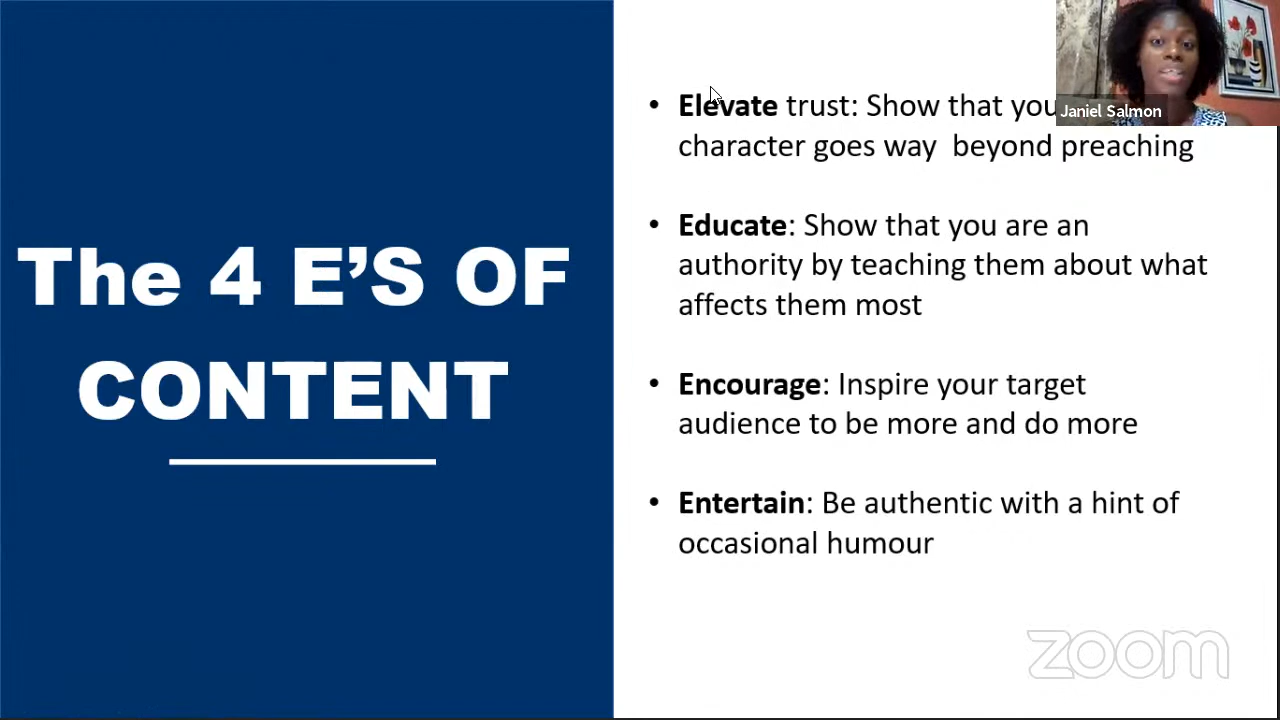 The 4 E’S OF
CONTENT
• Elevate trust: Show that you
character goes way beyond preaching
• Educate: Show that you are an
authority by teaching them about what
affects them most
• Encourage: Inspire your target
audience to be more and do more
• Entertain: Be authentic with a hint of
occasional humour
Janiel Salmon
zoom